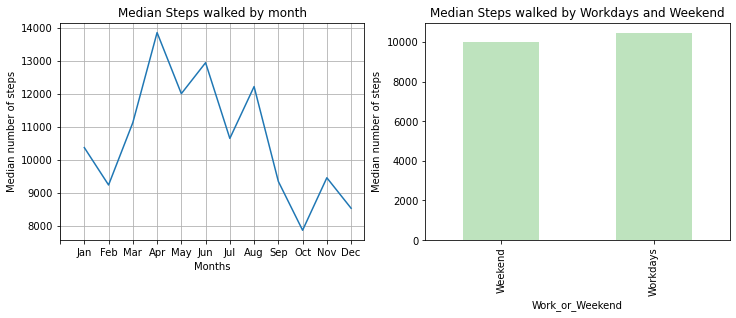 Median Steps walked by month
Median number of steps
14000
13000
12000
11000
10000
9000
8000
Jan Feb Mar Apr May Jun Jul Aug Sep Oct Nov Dec
Months
Median Steps walked by Workdays and Weekend
Median number of steps
10000
8000
6000
4000
2000
0
Weekend
Workdays
Work_or_Weekend